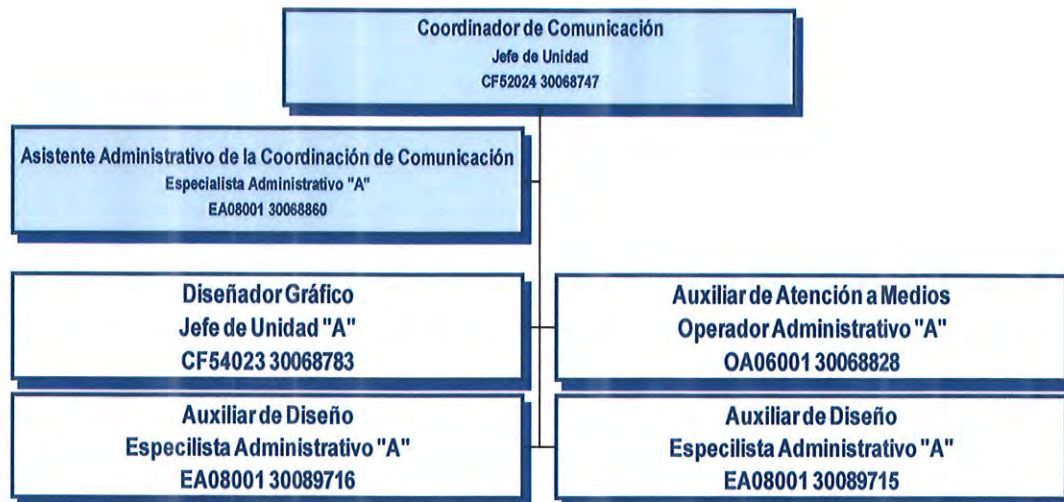 Coordinador de Comunicación
Jefe de Unidad
CF52024 30068747
Asistente Administrativo de la Coordinación de Comunicación
Especialista Administrativo "A"
EA08001 30068860
Diseñador Gráfico
Jefe de Unidad "A"
CF54023 30068783
Auxiliar de Atención a Medios
Operador Administrativo "A"
OA06001 30068828
Auxiliar de Diseño
Especilista Administrativo "A"
EA08001 30089716
Auxiliar de Diseño
Especilista Administrativo "A"
EA08001 30089715